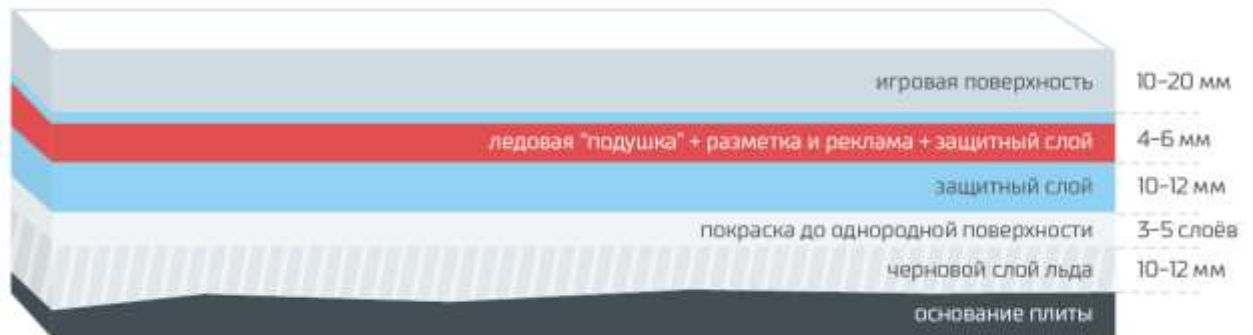 игровая поверхность 10-20 мм
ледовая "подушка" + разметка и реклама + защитный слой 4-6 мм
защитный слой 10-12 мм
покраска до однородной поверхности 3-5 слоёв
черновой слой льда 10-12 мм
основание плиты